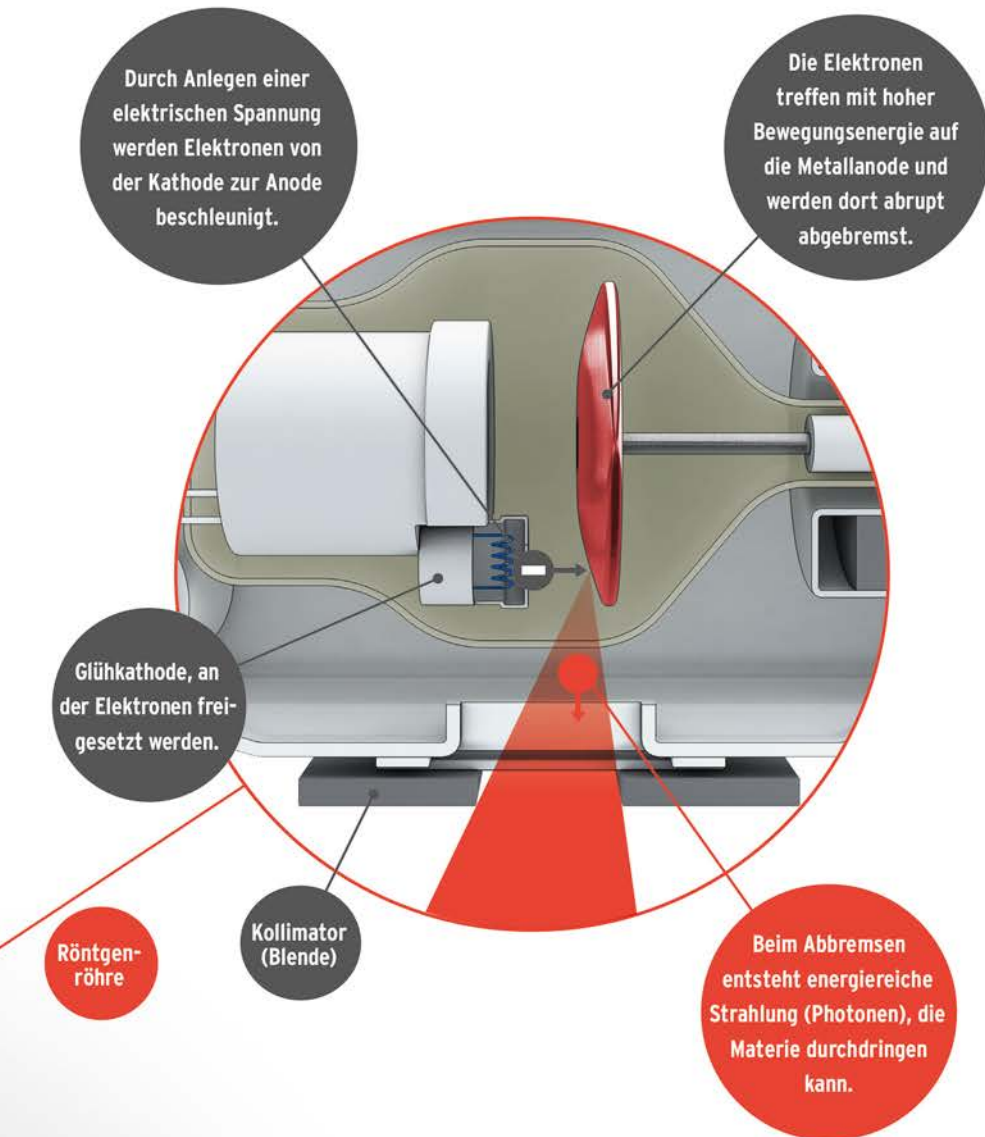 Durch Anlegen einer
elektrischen Spannung
werden Elektronen von
der Kathode zur Anode
beschleunigt.
Die Elektronen
treffen mit hoher
Bewegungsenergie auf
die Metallanode und
werden dort abrupt
abgebremst.
Glühkathode, an
der Elektronen frei-
gesetzt werden.
Röntgen-
röhre
Kollimator
(Blende)
Beim Abbremsen
entsteht energiereiche
Strahlung (Photonen), die
Materie durchdringen
kann.